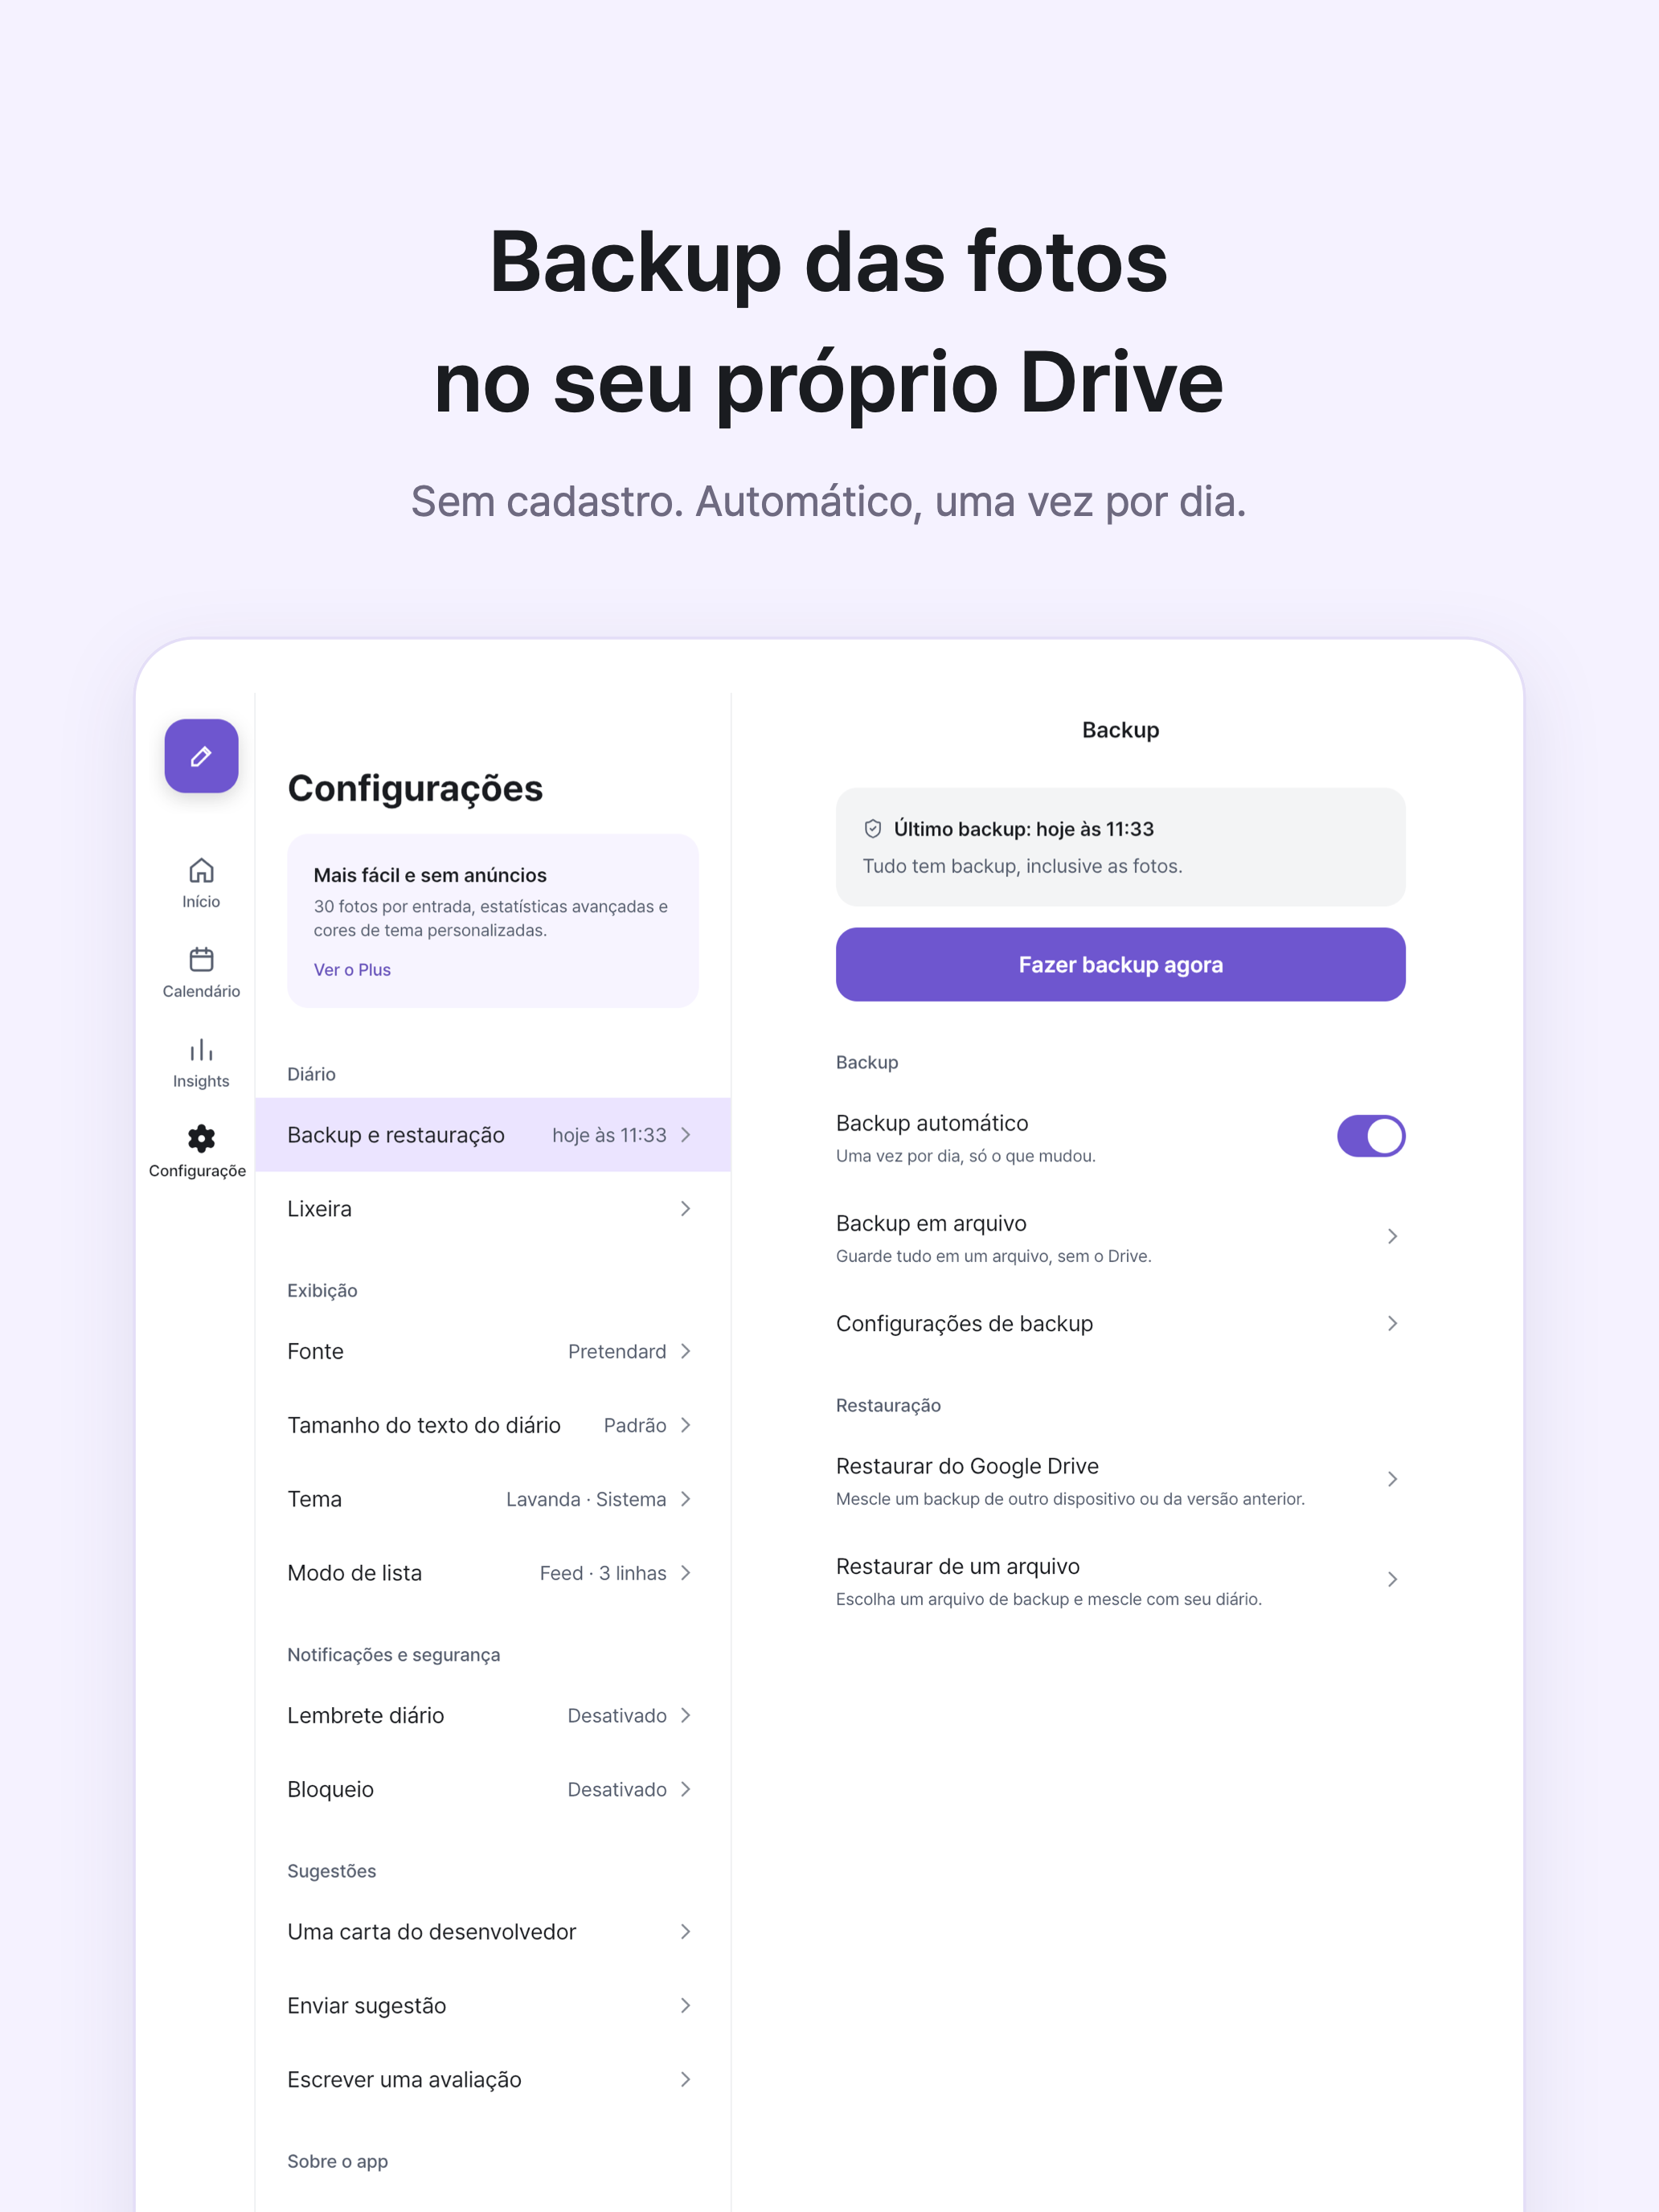 Backup das fotos
no seu próprio Drive
Sem cadastro. Automático, uma vez por dia.
Início
Calendário
Insights
Configuraçõe
Configurações
Mais fácil e sem anúncios
30 fotos por entrada, estatísticas avançadas e
cores de tema personalizadas.
Ver o Plus
Diário
Backup e restauração hoje às 11:33
Lixeira
Exibição
Fonte Pretendard
Tamanho do texto do diário Padrão
Tema Lavanda · Sistema
Modo de lista Feed · 3 linhas
Notificações e segurança
Lembrete diário Desativado
Bloqueio Desativado
Sugestões
Uma carta do desenvolvedor
Enviar sugestão
Escrever uma avaliação
Sobre o app
Backup
Último backup: hoje às 11:33
Tudo tem backup, inclusive as fotos.
Fazer backup agora
Backup
Backup automático
Uma vez por dia, só o que mudou.
Backup em arquivo
Guarde tudo em um arquivo, sem o Drive.
Configurações de backup
Restauração
Restaurar do Google Drive
Mescle um backup de outro dispositivo ou da versão anterior.
Restaurar de um arquivo
Escolha um arquivo de backup e mescle com seu diário.